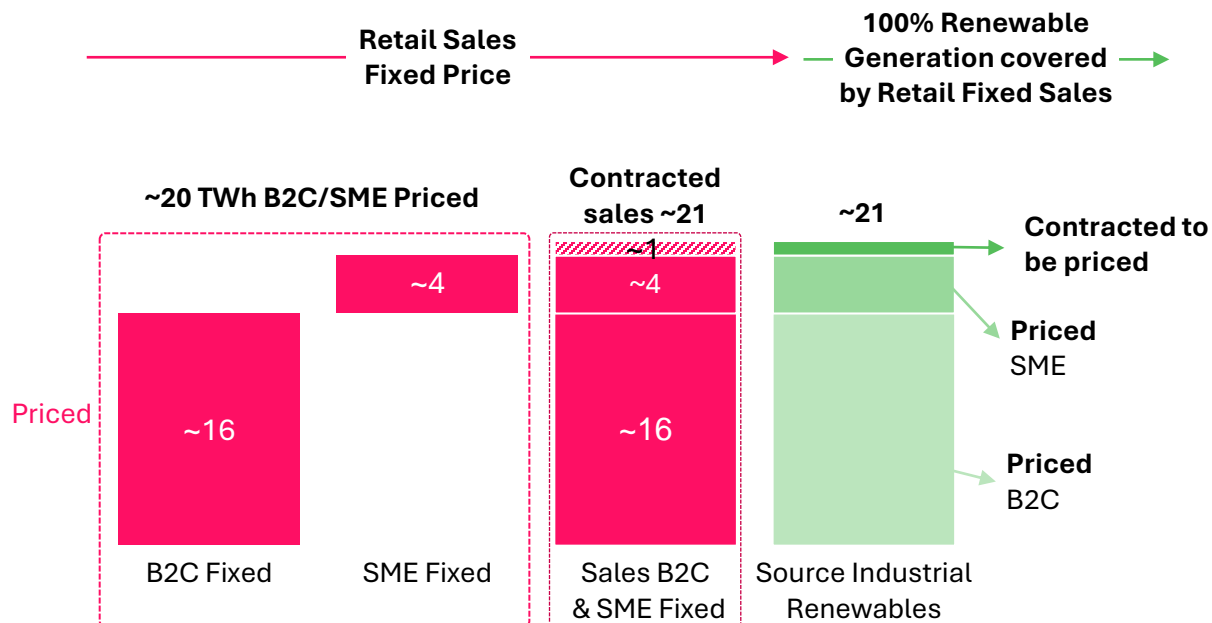 Retail Sales
Fixed Price
100% Renewable
Generation covered
by Retail Fixed Sales
~20 TWh B2C/SME Priced
Contracted
sales ~21
~21
Contracted to
be priced
~1
~4
~4
Priced
SME
Priced
~16
~16
Priced
B2C
B2C Fixed
SME Fixed
Sales B2C
& SME Fixed
Source Industrial
Renewables